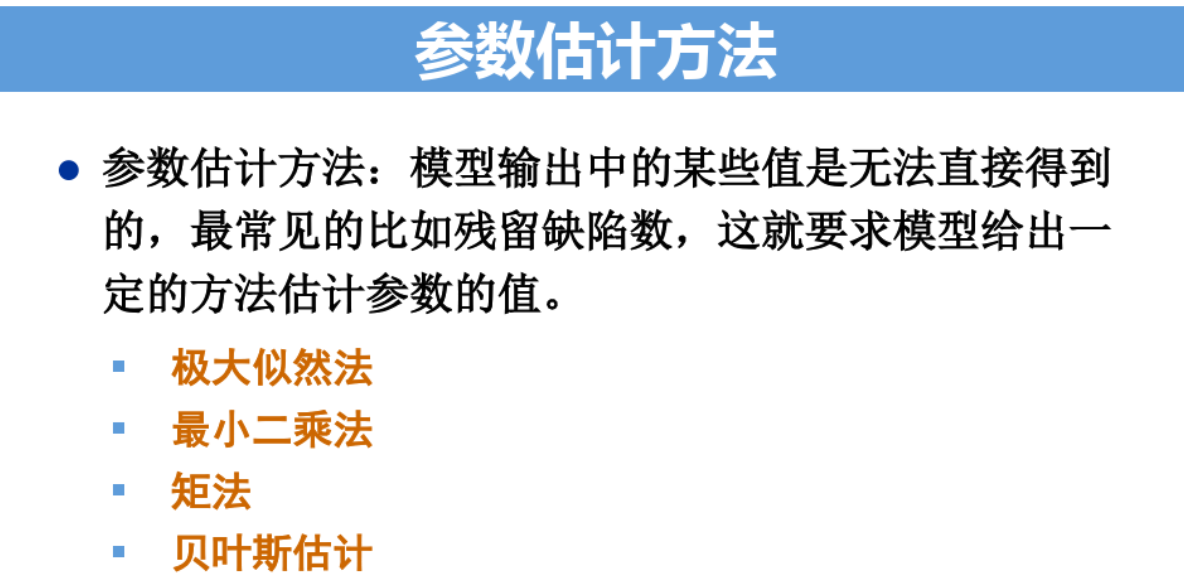 参数估计方法
参数估计方法：模型输出中的某些值是无法直接得到
的，最常见的比如残留缺陷数，这就要求模型给出一
定的方法估计参数的值。
极大似然法
最小二乘法
矩法
贝叶斯估计